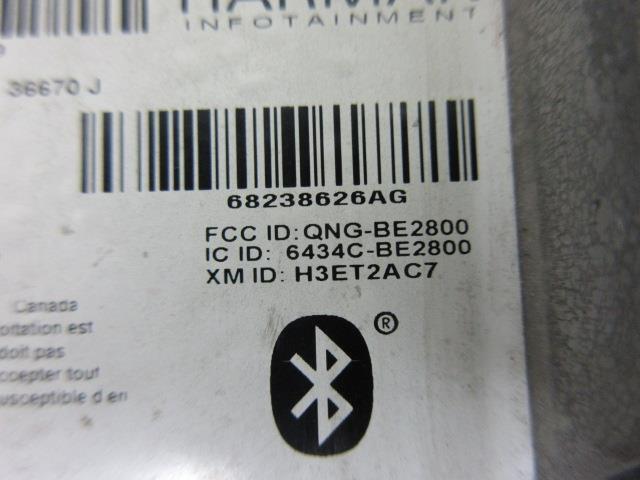 HARMAN
INFOTAINMENT
36670 J
68238626AG
FCC ID: QNG-BE2800
IC ID: 6434C-BE2800
XM ID: H3ET2AC7
®
Canada
est
doit pas
ccepter tout
usceptible d en